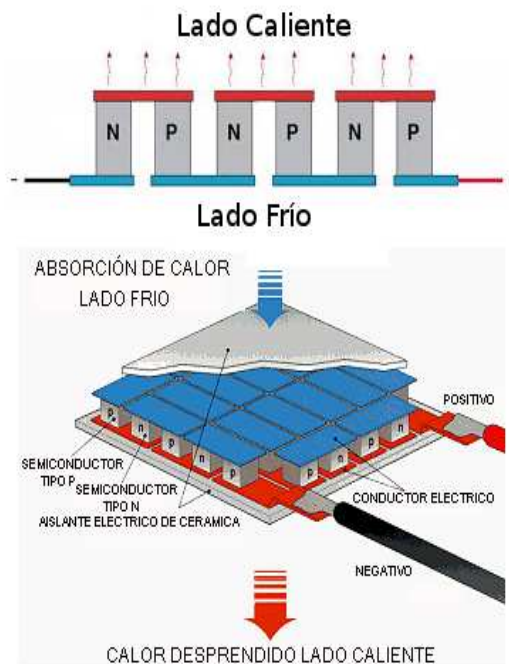 Lado Caliente
N P N P N P
-
Lado Frío
ABSORCIÓN DE CALOR
LADO FRIO
POSITIVO
p n p n p p n p n
SEMICONDUCTOR
TIPO P
SEMICONDUCTOR
TIPO N
AISLANTE ELECTRICO DE CERAMICA
CONDUCTOR ELECTRICO
NEGATIVO
CALOR DESPRENDIDO LADO CALIENTE